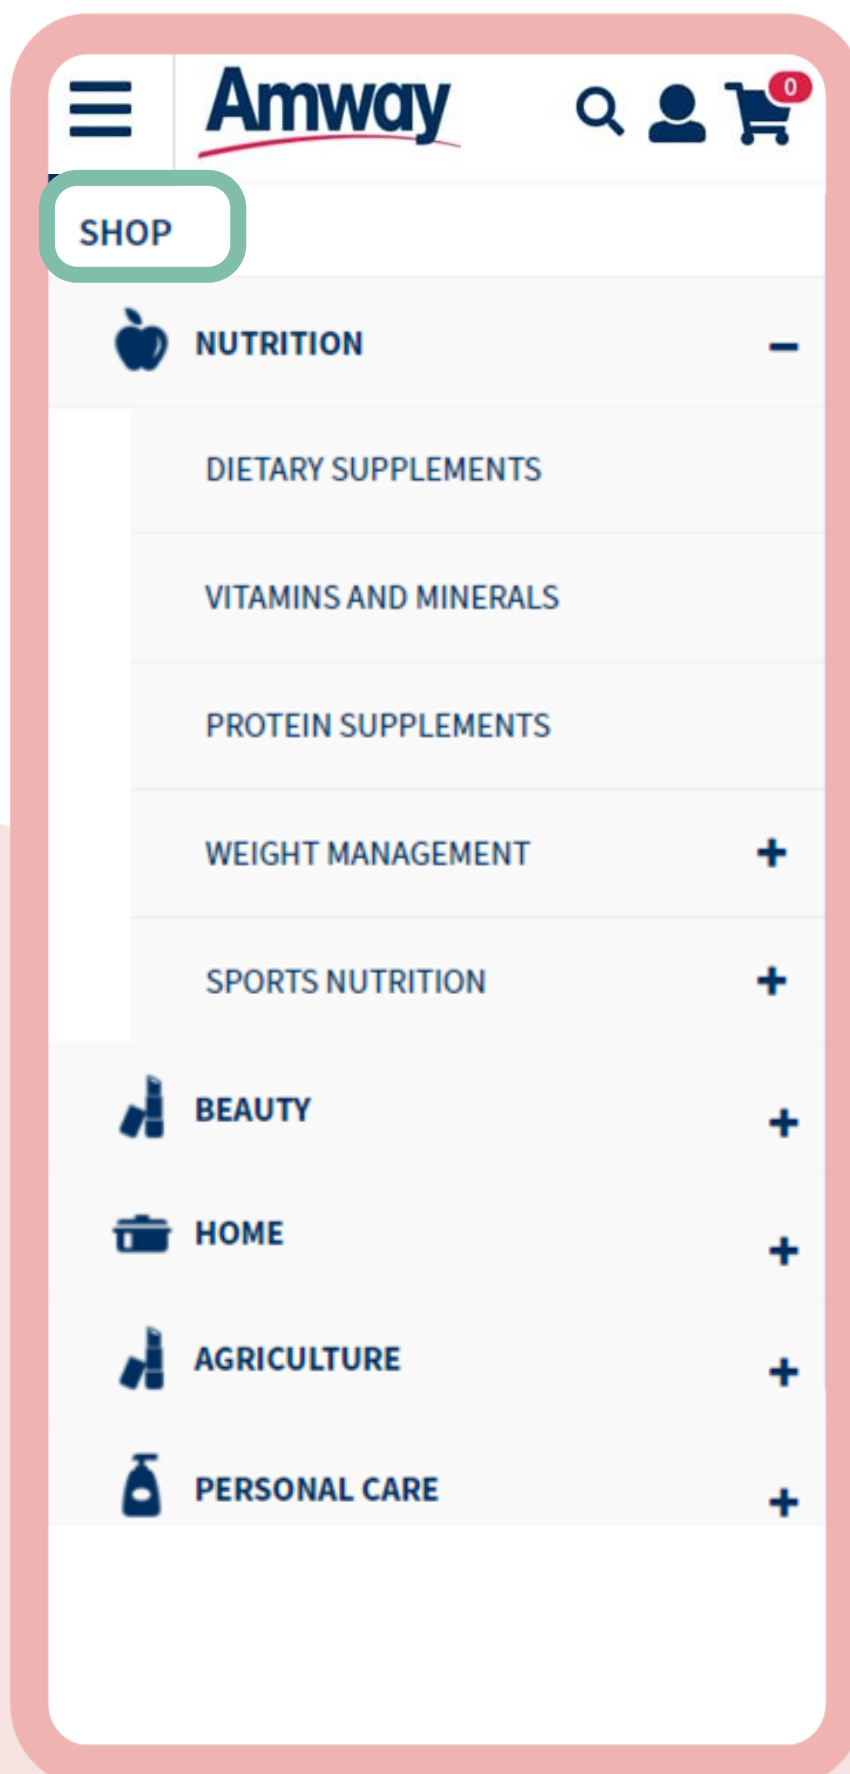 Amway
0
SHOP
NUTRITION
DIETARY SUPPLEMENTS
VITAMINS AND MINERALS
PROTEIN SUPPLEMENTS
WEIGHT MANAGEMENT
SPORTS NUTRITION
BEAUTY
HOME
AGRICULTURE
PERSONAL CARE